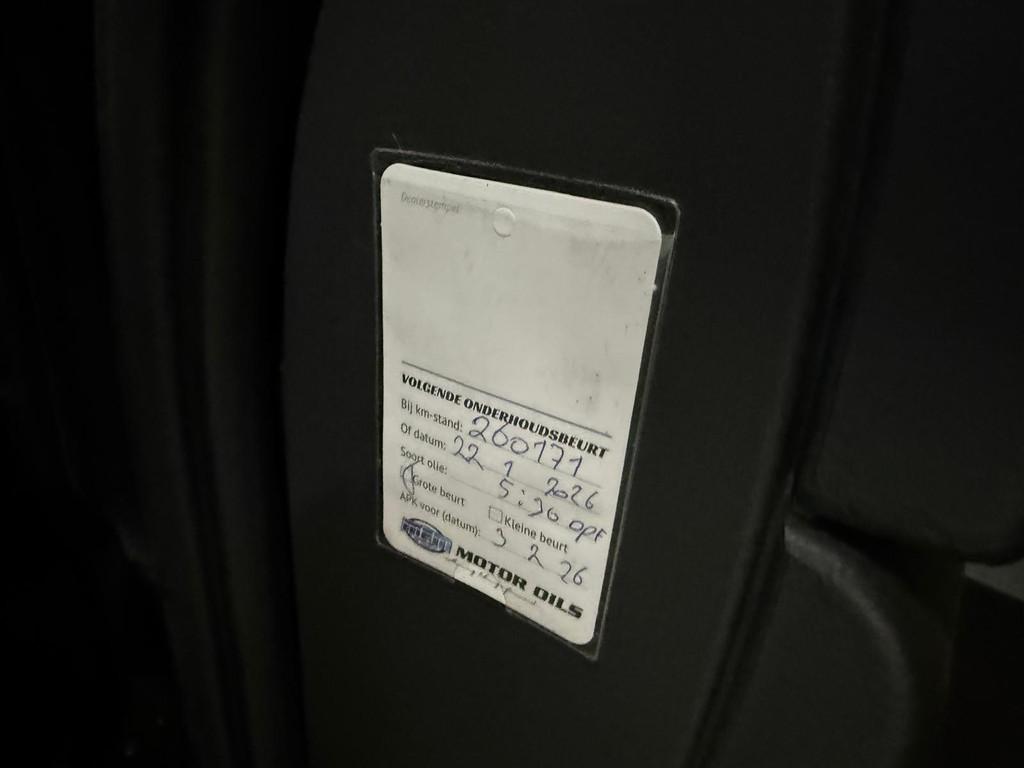 Dealerstempel
VOLGENDE ONDERHOUDSBEURT
Bij km-stand: 260171
Of datum: 22 1 2026
Soort olie: 5:30 OPF
Grote beurt Kleine beurt
APK voor (datum): 3 2 26
MOTOR OILS